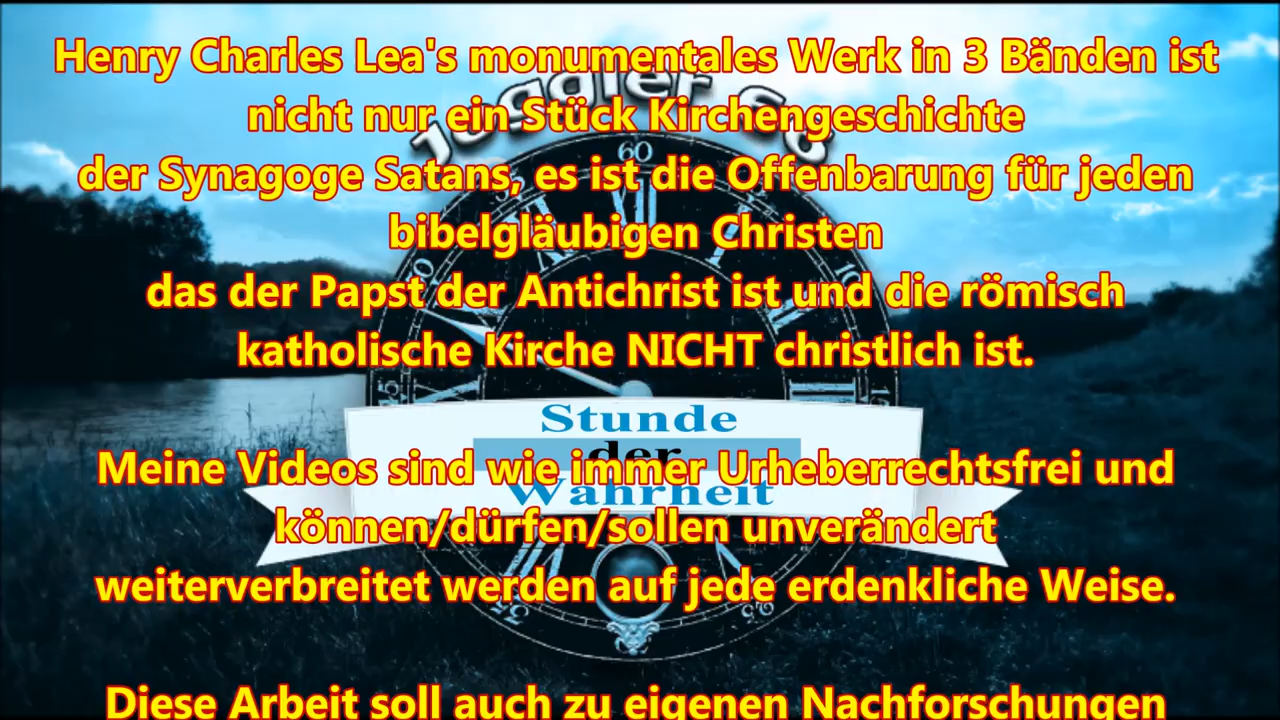 Henry Charles Lea's monumentales Werk in 3 Bänden ist
nicht nur ein Stück Kirchengeschichte
der Synagoge Satans, es ist die Offenbarung für jeden
bibelgläubigen Christen
das der Papst der Antichrist ist und die römisch
katholische Kirche NICHT christlich ist.
Stunde
der
Wahrheit
Meine Videos sind wie immer Urheberrechtsfrei und
können/dürfen/sollen unverändert
weiterverbreitet werden auf jede erdenkliche Weise.
Diese Arbeit soll auch zu eigenen Nachforschungen
60